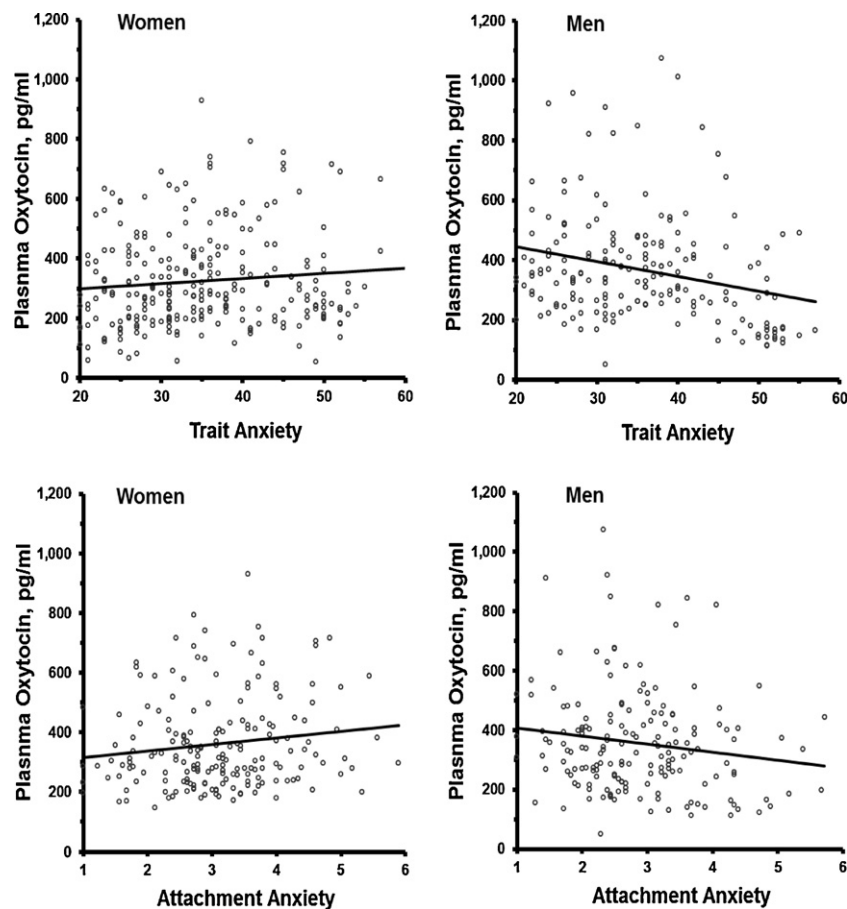 Women
Plasnma Oxytocin, pg/ml
1,200
1,000
800
600
400
200
0
20 30 40 50 60
Trait Anxiety
Men
Plasnma Oxytocin, pg/ml
1,200
1,000
800
600
400
200
0
20 30 40 50 60
Trait Anxiety
Women
Plasnma Oxytocin, pg/ml
1,200
1,000
800
600
400
200
0
1 2 3 4 5 6
Attachment Anxiety
Men
Plasnma Oxytocin, pg/ml
1,200
1,000
800
600
400
200
0
1 2 3 4 5 6
Attachment Anxiety